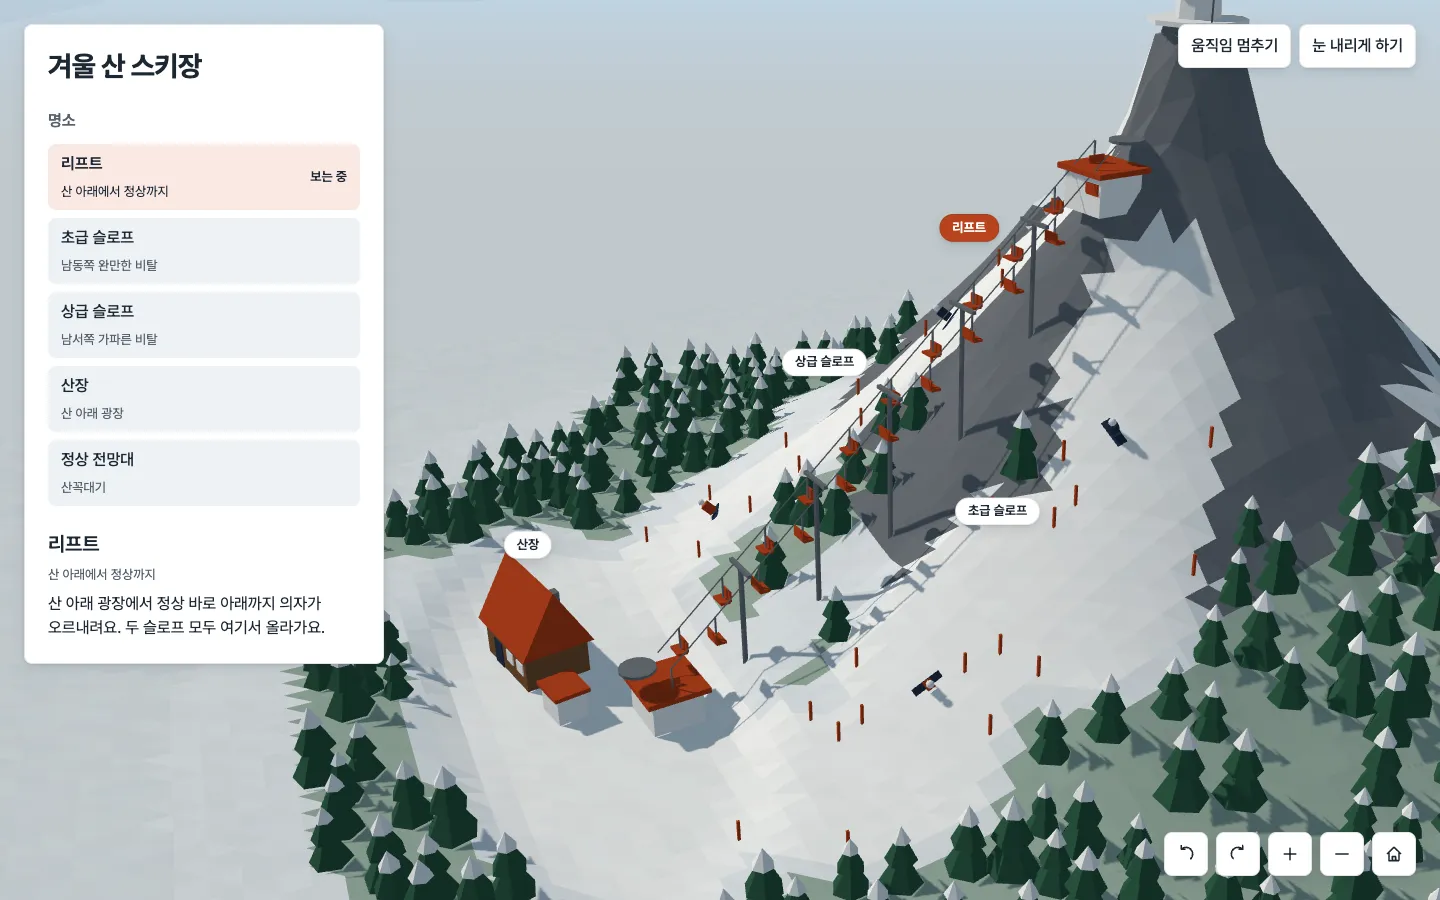 겨울 산 스키장
명소
리프트
산 아래에서 정상까지
보는 중
초급 슬로프
남동쪽 완만한 비탈
상급 슬로프
남서쪽 가파른 비탈
산장
산 아래 광장
정상 전망대
산꼭대기
리프트
산 아래에서 정상까지
산 아래 광장에서 정상 바로 아래까지 의자가
오르내려요. 두 슬로프 모두 여기서 올라가요.
움직임 멈추기
눈 내리게 하기
리프트
상급 슬로프
초급 슬로프
산장